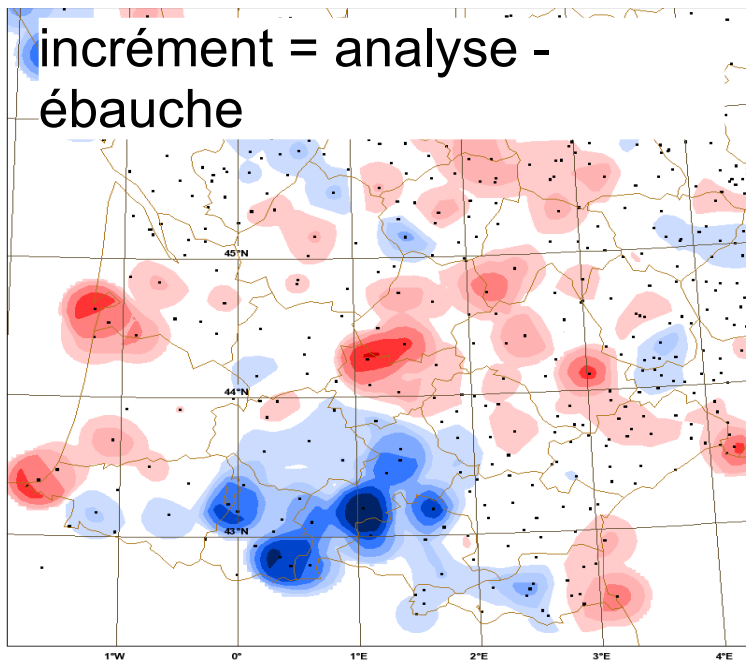 incrément = analyse -
ébauche
45°N
44°N
43°N
1°W 0° 1°E 2°E 3°E 4°E